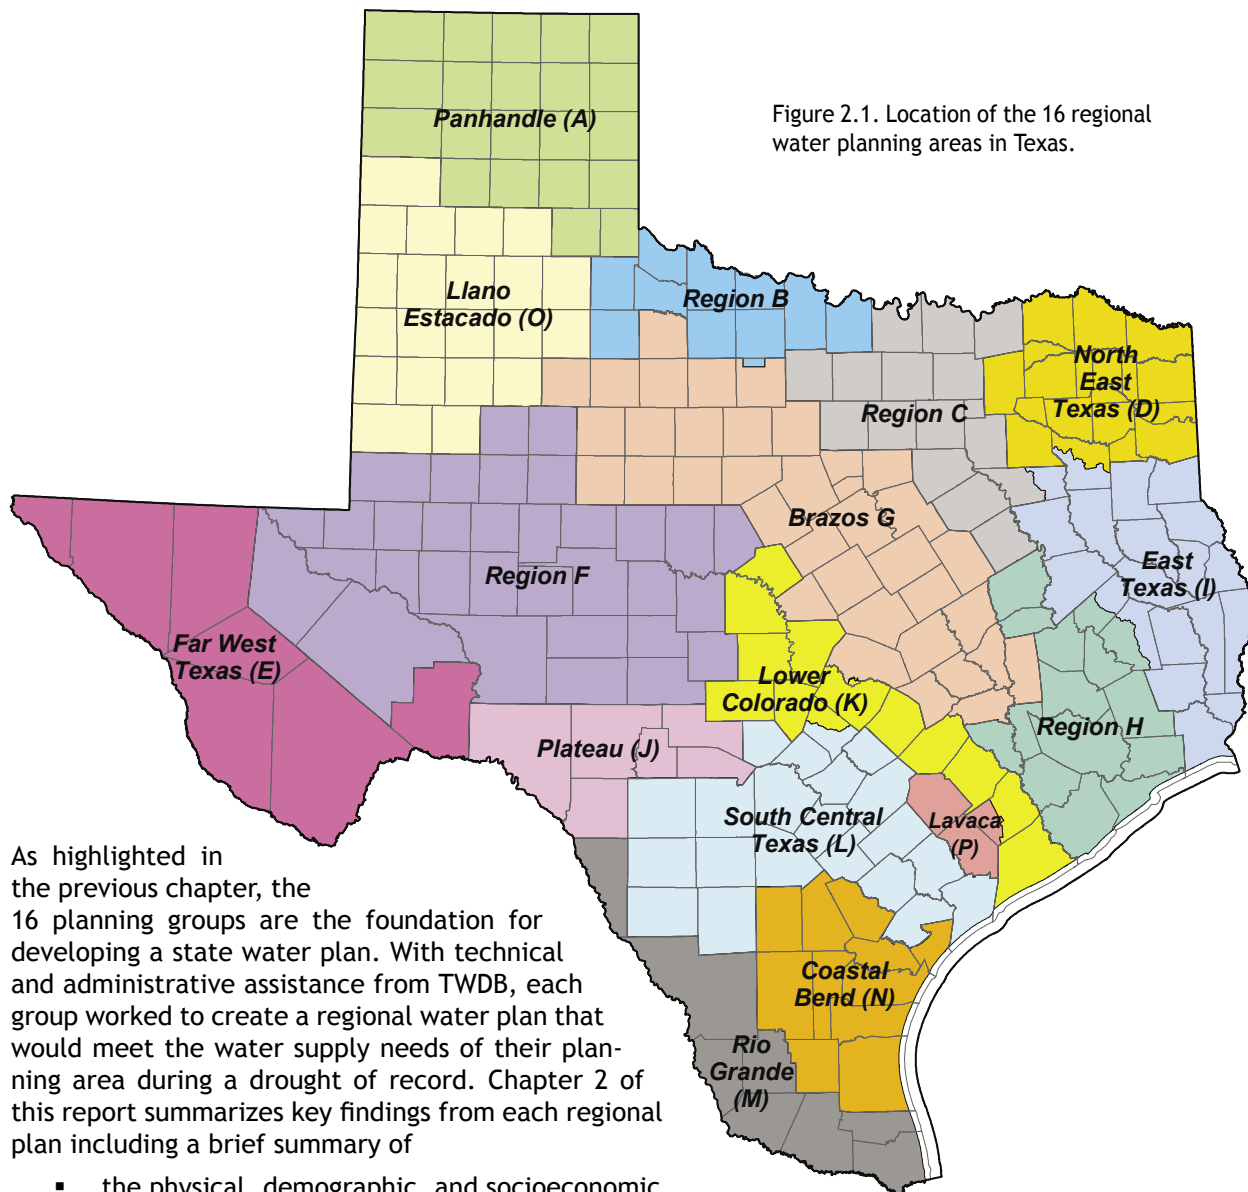 Panhandle (A)
Figure 2.1. Location of the 16 regional
water planning areas in Texas.
Llano
Estacado (O)
Region B
North
East
Texas (D)
Region C
Brazos G
East
Texas (I)
Region F
Far West
Texas (E)
Lower
Colorado (K)
Region H
Plateau (J)
South Central
Texas (L)
Lavaca
(P)
Coastal
Bend (N)
Rio
Grande
(M)
As highlighted in
the previous chapter, the
16 planning groups are the foundation for
developing a state water plan. With technical
and administrative assistance from TWDB, each
group worked to create a regional water plan that
would meet the water supply needs of their plan-
ning area during a drought of record. Chapter 2 of
this report summarizes key findings from each regional
plan including a brief summary of
▪ the physical, demographic, and socioeconomic